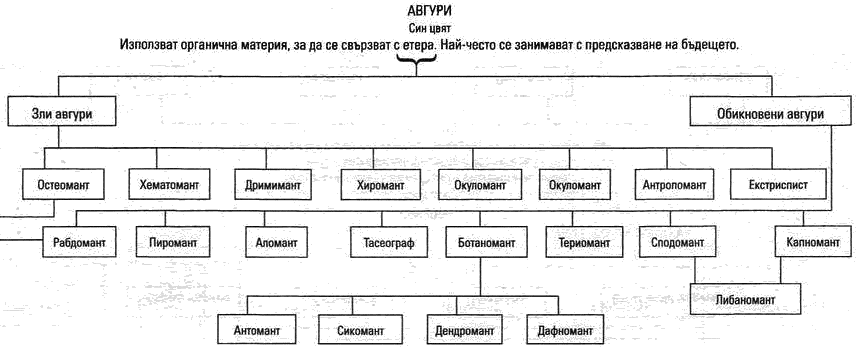 АВГУРИ
Син цвят
Използват органична материя, за да се свързват с етера. Най-често се занимават с предсказване на бъдещето.
Зли авгури
Обикновени авгури
Остеомант
Хематомант
Дримимант
Хиромант
Окуломант
Окуломант
Антропомант
Екстриспист
Рабдомант
Пиромант
Аломант
Тасеограф
Ботаномант
Териомант
Сподомант
Капномант
Либаномант
Антомант
Сикомант
Дендромант
Дафномант